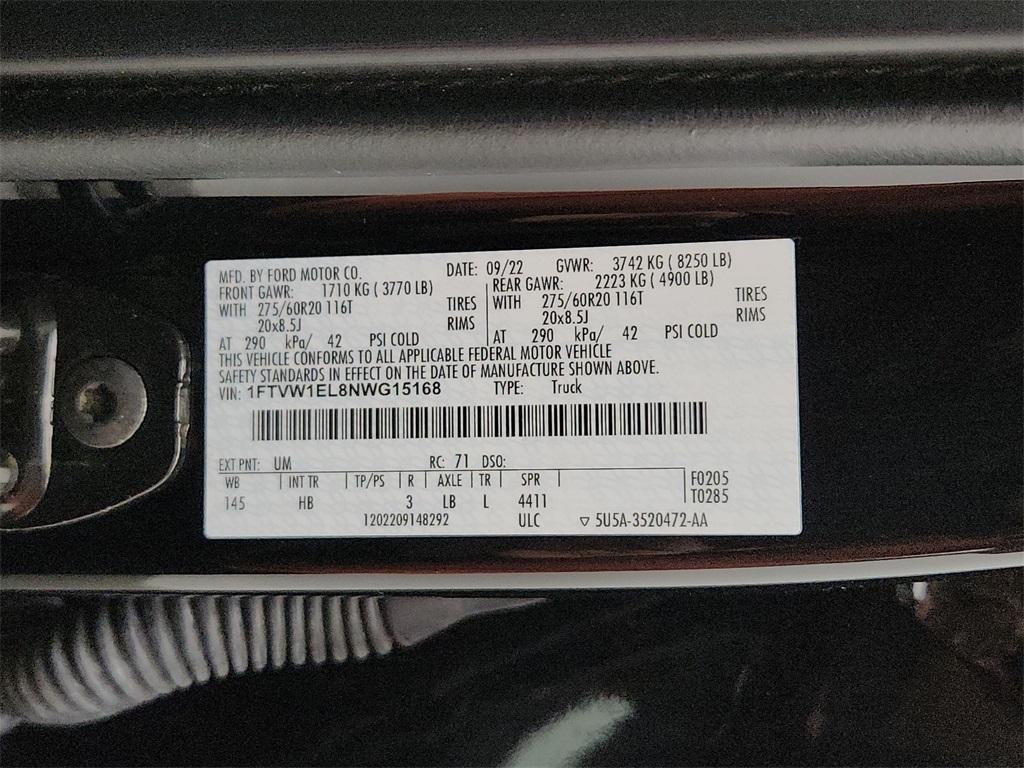 MFD. BY FORD MOTOR CO. DATE: 09/22 GVWR: 3742 KG ( 8250 LB)
FRONT GAWR: 1710 KG ( 3770 LB) REAR GAWR: 2223 KG ( 4900 LB)
WITH 275/60R20 116T TIRES WITH 275/60R20 116T TIRES
20x8.5J RIMS 20x8.5J RIMS
AT 290 kPa/ 42 PSI COLD AT 290 kPa/ 42 PSI COLD
THIS VEHICLE CONFORMS TO ALL APPLICABLE FEDERAL MOTOR VEHICLE
SAFETY STANDARDS IN EFFECT ON THE DATE OF MANUFACTURE SHOWN ABOVE.
VIN: 1FTVW1EL8NWG15168 TYPE: Truck
EXT PNT: UM RC: 71 DSO:
WB INT TR TP/PS R AXLE TR SPR F0205
145 HB 3 LB L 4411 T0285
1202209148292 ULC ▽ 5U5A-3520472-AA